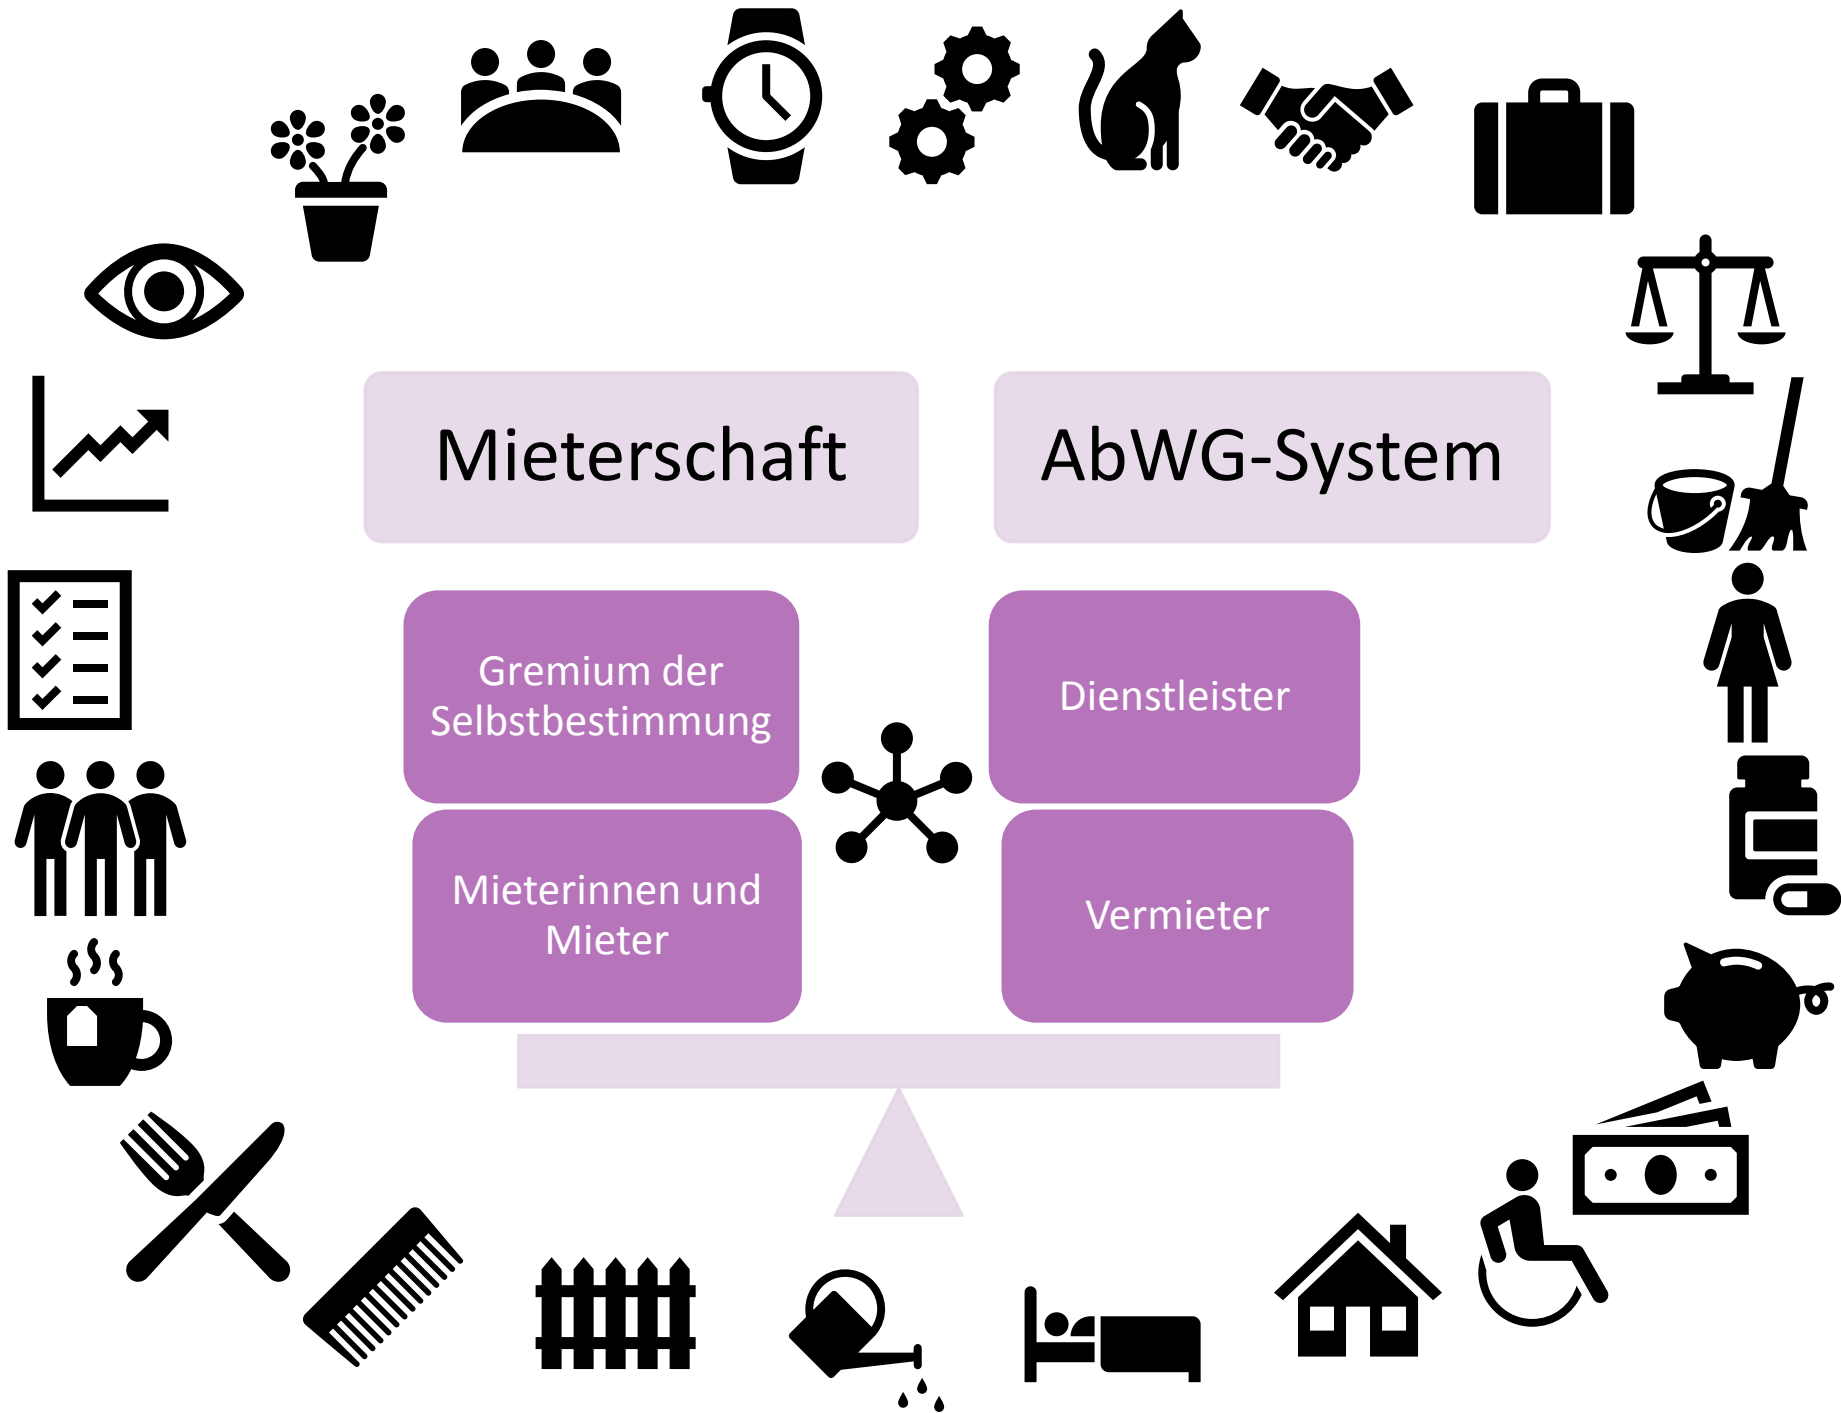 Mieterschaft
AbWG-System
Gremium der
Selbstbestimmung
Dienstleister
Mieterinnen und
Mieter
Vermieter